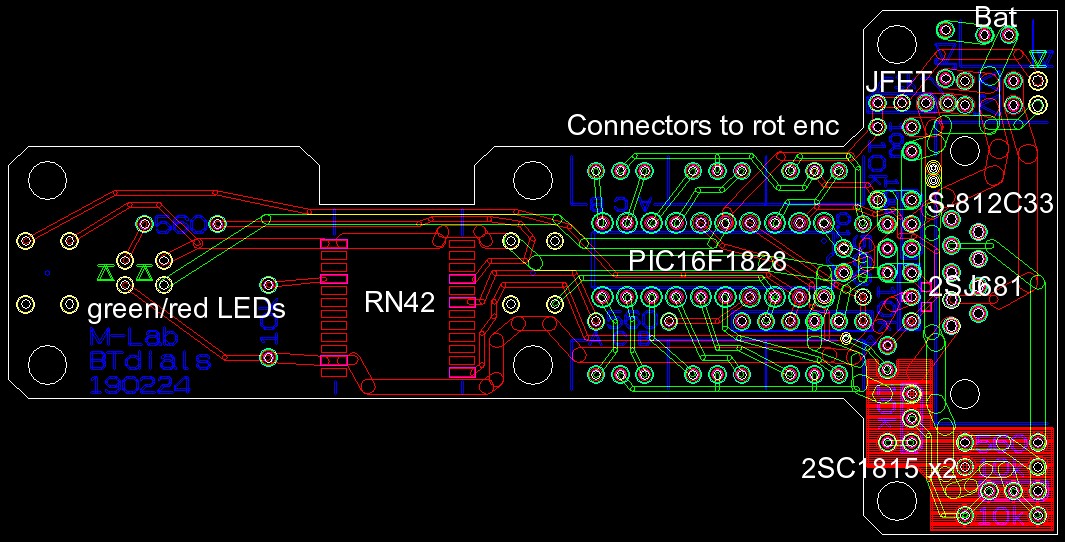 Bat
JFET
Connectors to rot enc
S-812C33
560
PIC16F1828
2SJ681
green/red LEDs
RN42
M-Lab
BTdials
190224
2SC1815 x2
10k